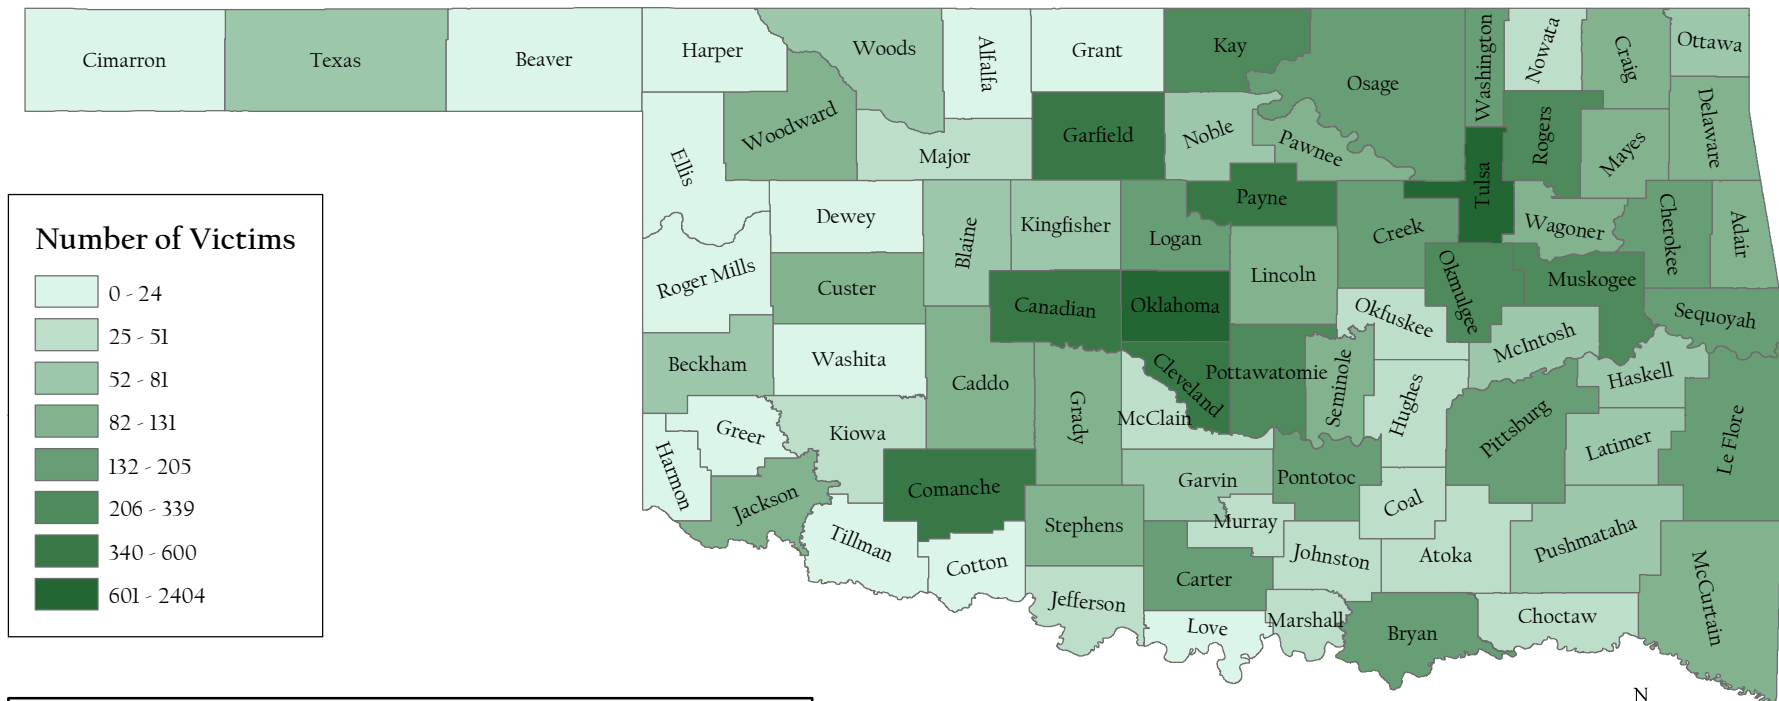 Cimarron
Texas
Beaver
Harper
Woods
Alfalfa
Grant
Kay
Osage
Washington
Nowata
Craig
Ottawa
Woodward
Ellis
Major
Garfield
Noble
Pawnee
Rogers
Mayes
Delaware
Tulsa
Payne
Dewey
Blaine
Kingfisher
Logan
Creek
Wagoner
Cherokee
Adair
Roger Mills
Custer
Canadian
Oklahoma
Lincoln
Okmulgee
Muskogee
Okfuskee
Sequoyah
McIntosh
Number of Victims
0 - 24
25 - 51
52 - 81
82 - 131
132 - 205
206 - 339
340 - 600
601 - 2404
Beckham
Washita
Caddo
Grady
McClain
Cleveland
Pottawatomie
Seminole
Hughes
Pittsburg
Haskell
Latimer
Le Flore
Greer
Kiowa
Harmon
Jackson
Comanche
Garvin
Pontotoc
Coal
Murray
Stephens
Tillman
Cotton
Jefferson
Carter
Johnston
Atoka
Pushmataha
McCurtain
Love
Marshall
Bryan
Choctaw
N